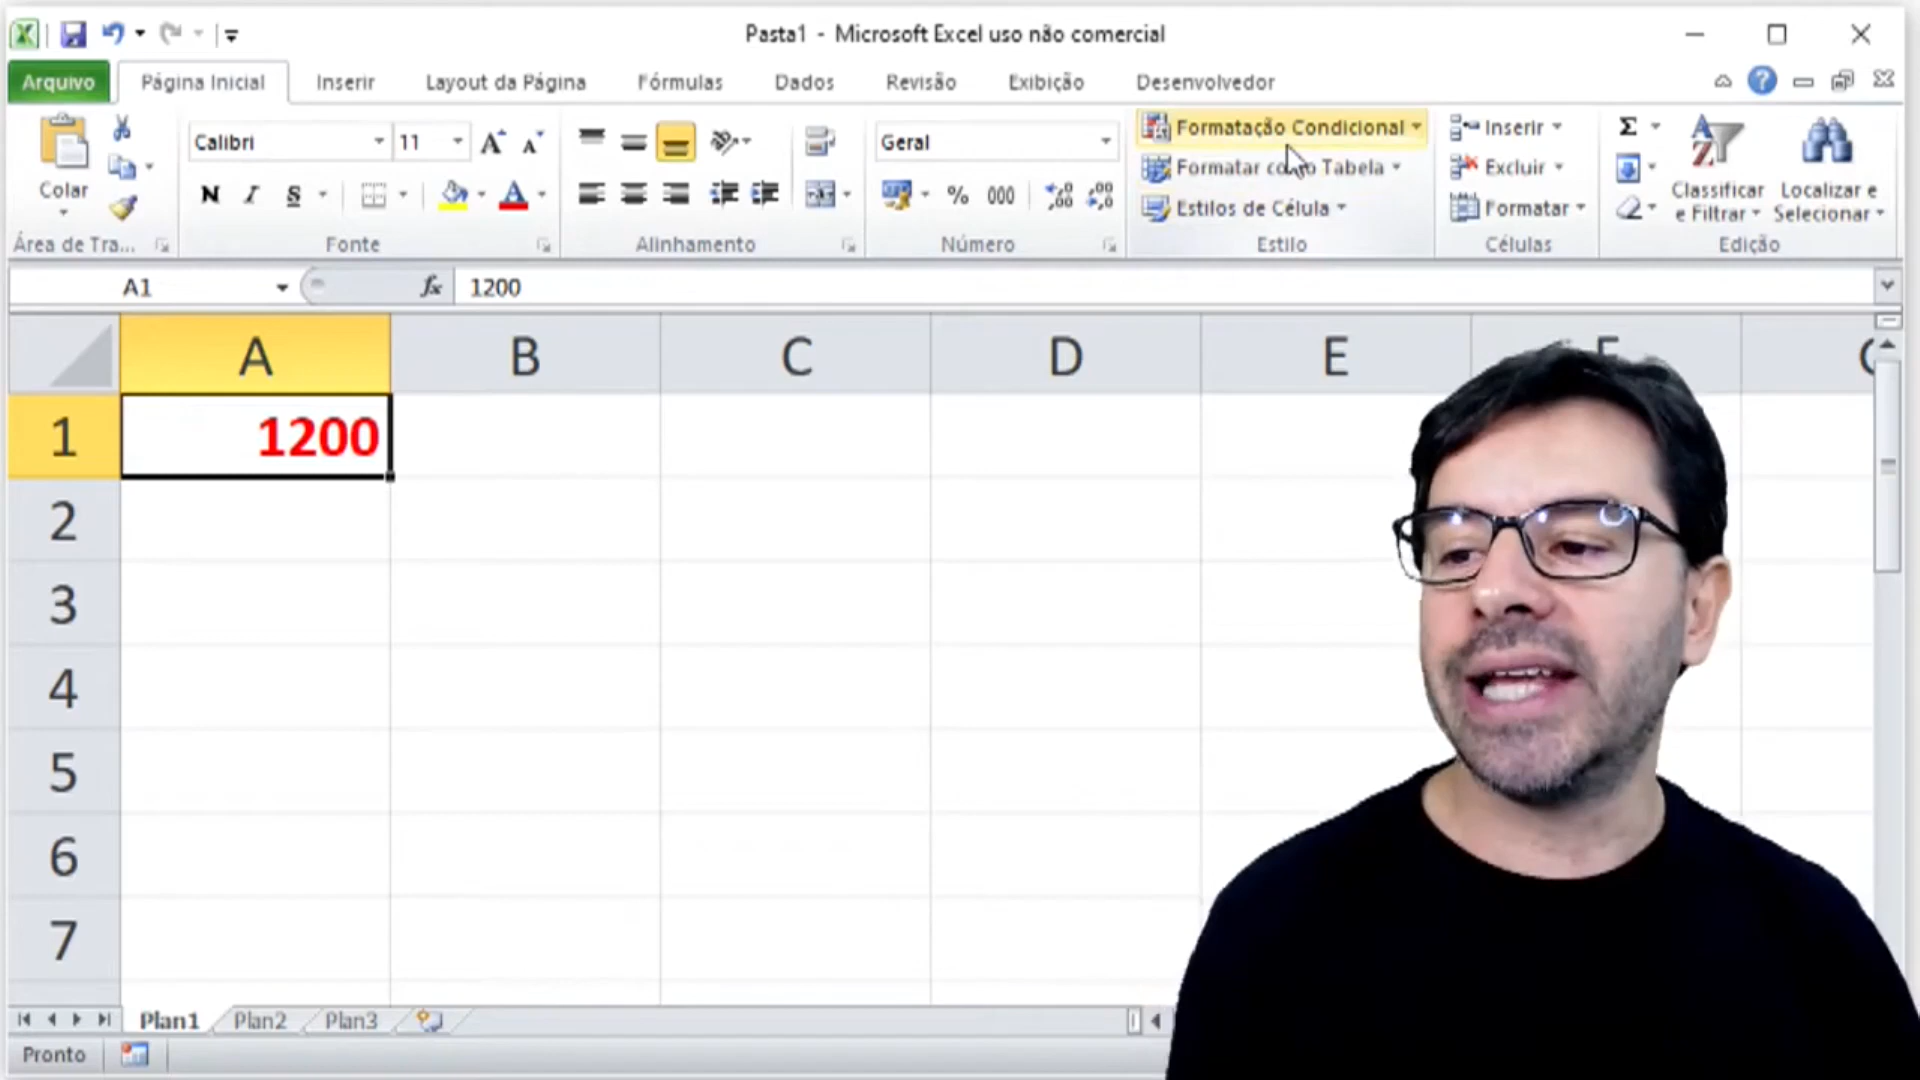 Pasta1 - Microsoft Excel uso não comercial
Arquivo Página Inicial Inserir Layout da Página Fórmulas Dados Revisão Exibição Desenvolvedor
Colar
Área de Tra...
Calibri 11
N I S
Fonte
Alinhamento
Geral
% 000
Número
Formatação Condicional
Formatar como Tabela
Estilos de Célula
Estilo
Inserir
Excluir
Formatar
Células
Σ
Classificar e Filtrar
Localizar e Selecionar
Edição
A1 fx 1200
A B C D E F
1 1200
2
3
4
5
6
7
Plan1 Plan2 Plan3
Pronto